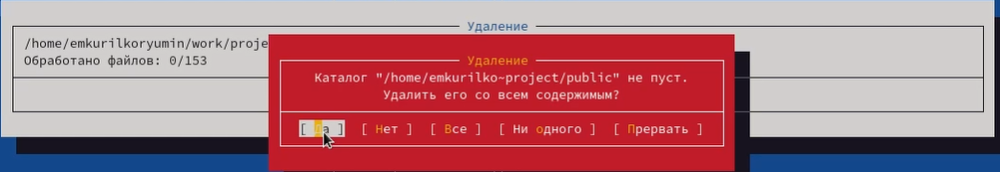 Удаление
/home/emkurilkoryumin/work/proje
Обработано файлов: 0/153
Удаление
Каталог "/home/emkurilko~project/public" не пуст.
Удалить его со всем содержимым?
[ Да ] [ Нет ] [ Все ] [ Ни одного ] [ Прервать ]